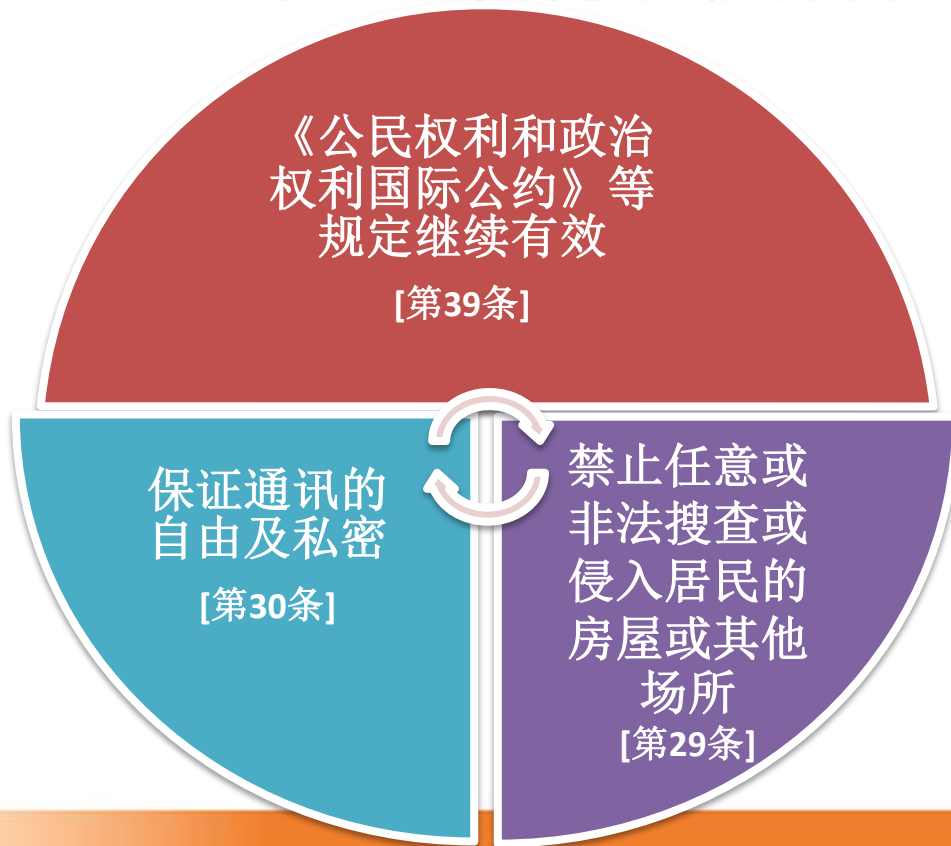 《公民权利和政治
权利国际公约》等
规定继续有效
[第39条]
保证通讯的
自由及私密
[第30条]
禁止任意或
非法搜查或
侵入居民的
房屋或其他
场所
[第29条]